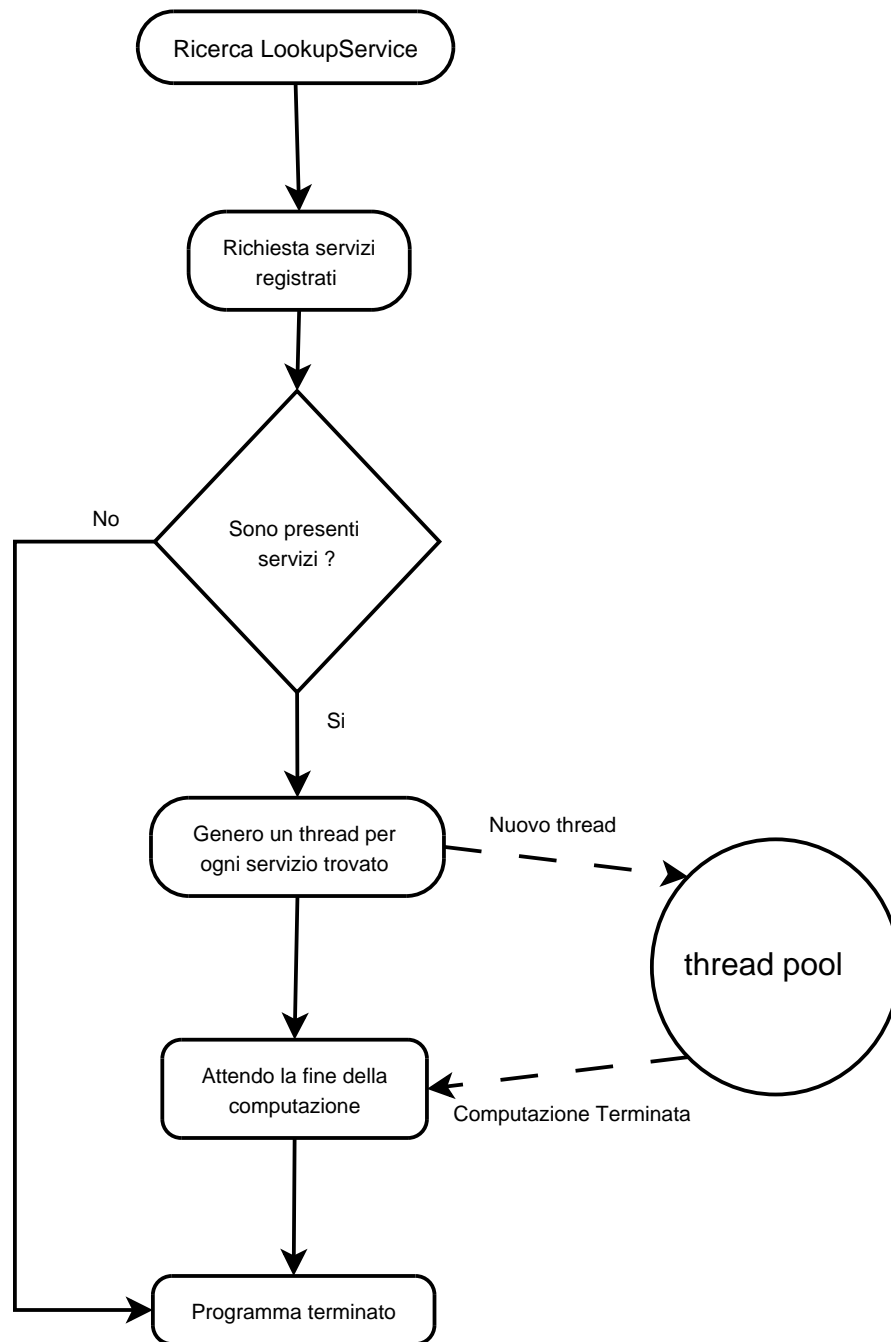 Ricerca LookupService
Richiesta servizi
registrati
No
Sono presenti
servizi ?
Si
Genero un thread per
ogni servizio trovato
Nuovo thread
thread pool
Attendo la fine della
computazione
Computazione Terminata
Programma terminato